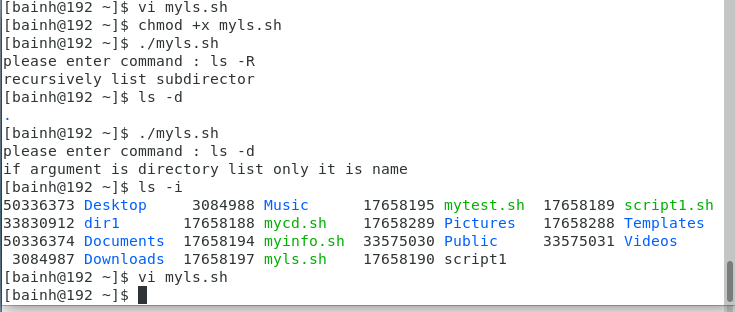 [bainh@192 ~]$ vi myls.sh
[bainh@192 ~]$ chmod +x myls.sh
[bainh@192 ~]$ ./myls.sh
please enter command : ls -R
recursively list subdirector
[bainh@192 ~]$ ls -d
.
[bainh@192 ~]$ ./myls.sh
please enter command : ls -d
if argument is directory list only it is name
[bainh@192 ~]$ ls -i
50336373 Desktop     3084988 Music      17658195 mytest.sh  17658189 script1.sh
33830912 dir1       17658188 mycd.sh    17658289 Pictures   17658288 Templates
50336374 Documents  17658194 myinfo.sh  33575030 Public     33575031 Videos
 3084987 Downloads  17658197 myls.sh    17658190 script1
[bainh@192 ~]$ vi myls.sh
[bainh@192 ~]$